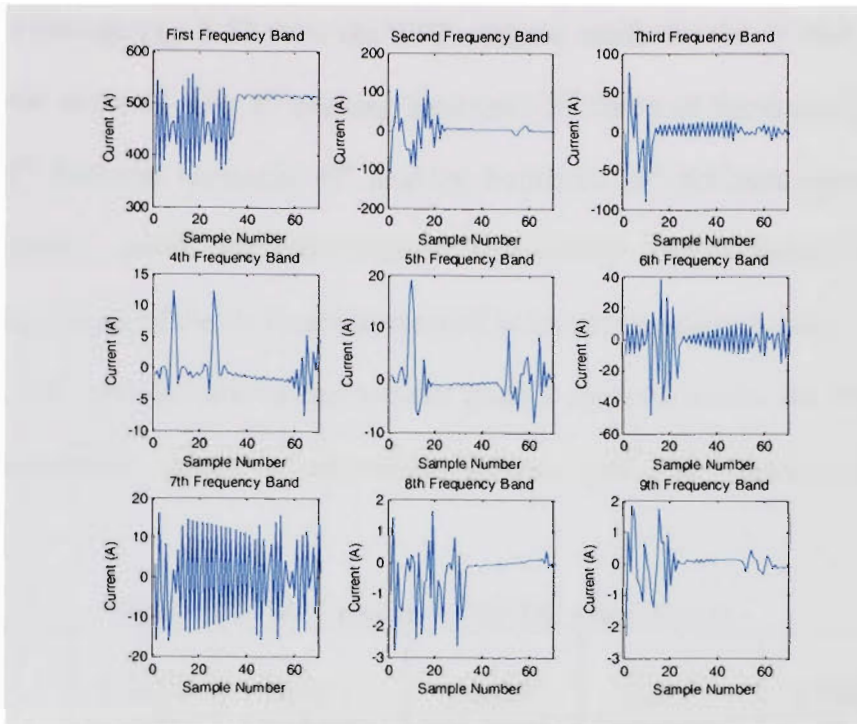 First Frequency Band
600
500
400
300
Current (A)
0 20 40 60
Sample Number
Second Frequency Band
200
100
0
-100
-200
Current (A)
0 20 40 60
Sample Number
Third Frequency Band
100
50
0
-50
-100
Current (A)
0 20 40 60
Sample Number
4th Frequency Band
15
10
5
0
-5
-10
Current (A)
0 20 40 60
Sample Number
5th Frequency Band
20
10
0
-10
Current (A)
0 20 40 60
Sample Number
6th Frequency Band
40
20
0
-20
-40
-60
Current (A)
0 20 40 60
Sample Number
7th Frequency Band
20
10
0
-10
-20
Current (A)
0 20 40 60
Sample Number
8th Frequency Band
2
1
0
-1
-2
-3
Current (A)
0 20 40 60
Sample Number
9th Frequency Band
2
1
0
-1
-2
-3
Current (A)
0 20 40 60
Sample Number